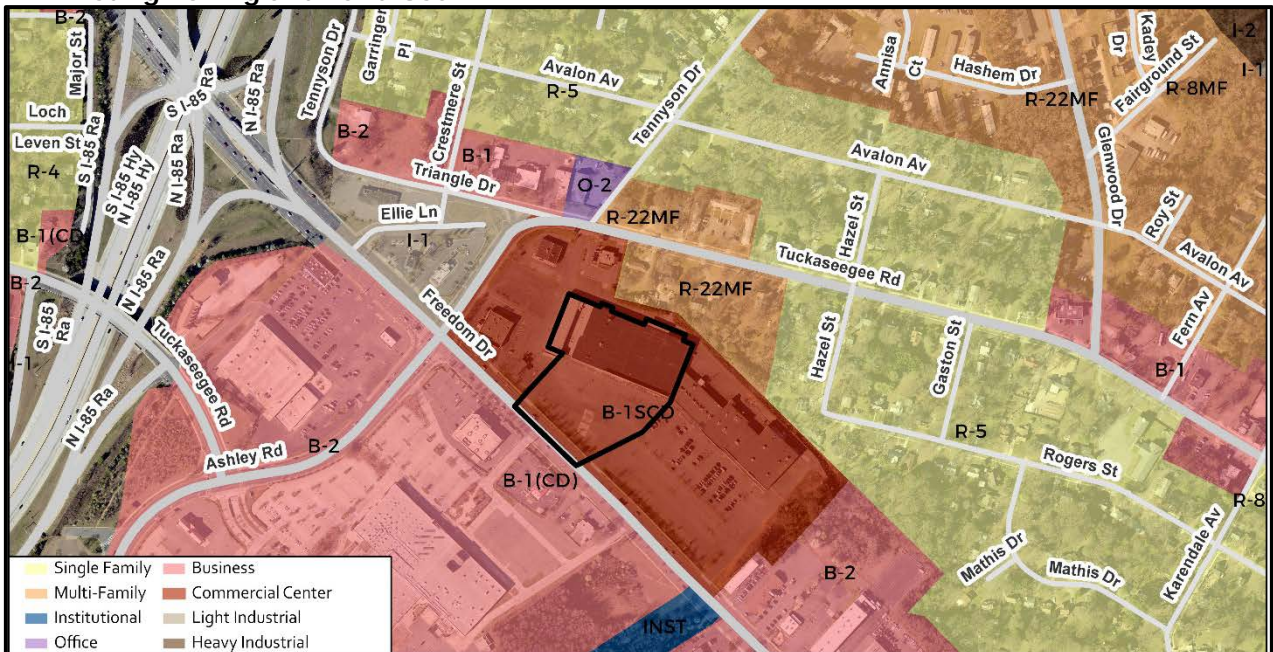 B-2
Major St
S I-85 Ra
N I-85 Ra
Tennyson Dr
Garringer
Pl
Crestmere St
Avalon Av
R-5
Tennyson Dr
Annisa
Ct
Hashem Dr
Kadey
Dr
Fairground St
I-2
I-1
R-22MF
R-8MF
Loch
Leven St
R-4
S I-85 Ra
S I-85 Hy
N I-85 Hy
N I-85 Ra
B-2
B-1
Triangle Dr
O-2
Glenwood Dr
Avalon Av
Roy St
Avalon Av
Fern Av
Ellie Ln
I-1
R-22MF
Hazel St
Tuckaseegee Rd
R-22MF
B-1(CD
B-2
S I-85
Ra
N I-85 Ra
I-1
N I-85 Ra
Tuckaseegee Rd
Freedom Dr
Hazel St
Gaston St
B-1
B-1SCD
R-5
Rogers St
Ashley Rd
B-2
B-1(CD)
R-8
Karendale Av
Mathis Dr
Mathis Dr
B-2
INST
Single Family
Business
Multi-Family
Commercial Center
Institutional
Light Industrial
Office
Heavy Industrial